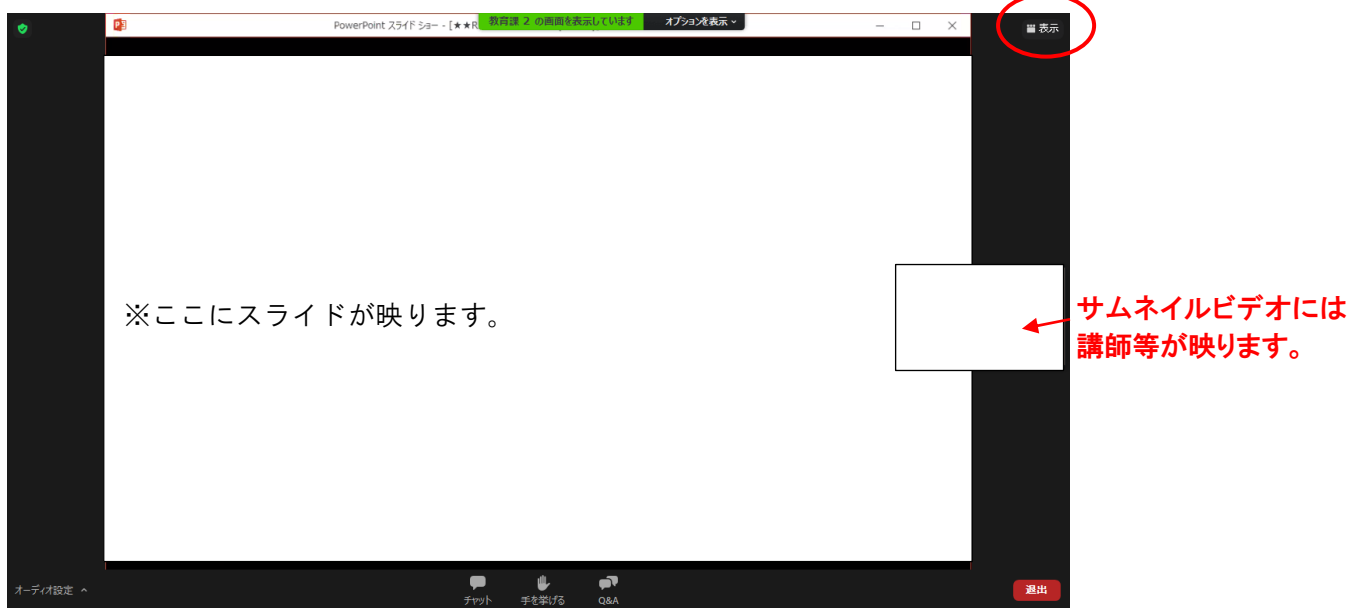 PowerPoint スライド ショー - [★★R
教育課 2 の画面を表示しています
オプションを表示
表示
※ここにスライドが映ります。
サムネイルビデオには
講師等が映ります。
オーディオ設定
チャット
手を挙げる
Q&A
退出